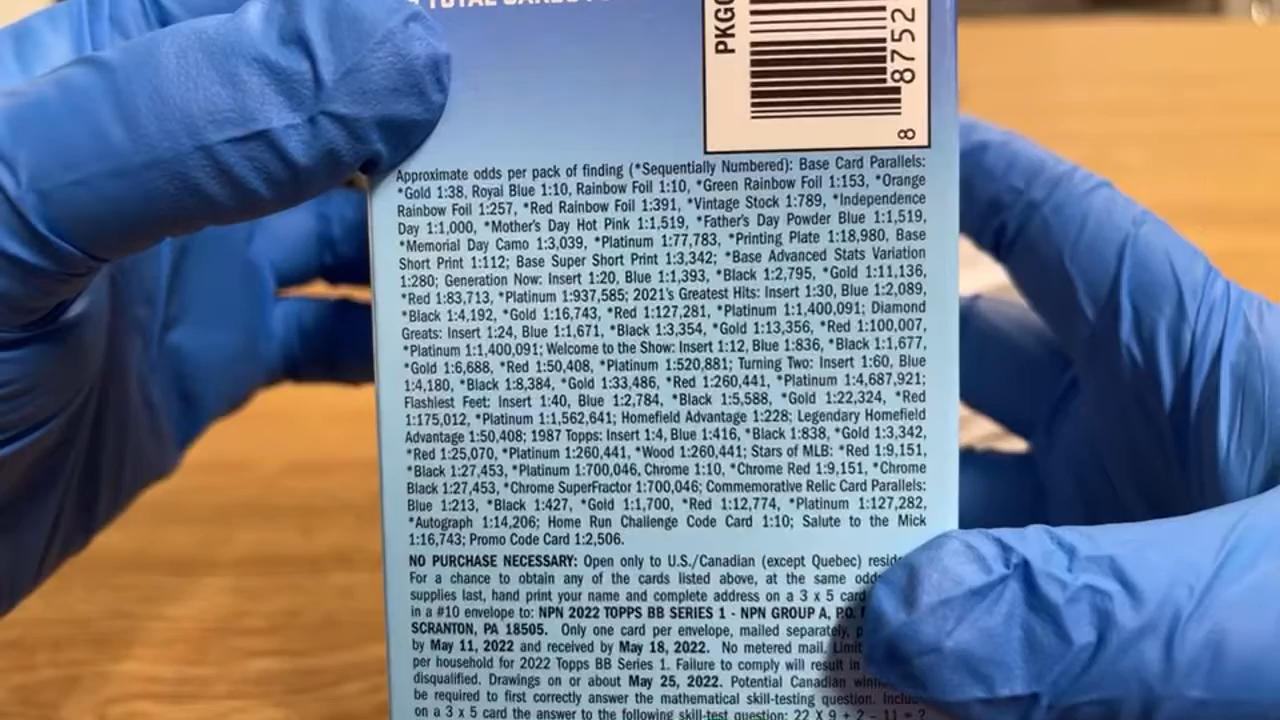 TOTAL CARDS
PKGC
8 8752
Approximate odds per pack of finding (*Sequentially Numbered): Base Card Parallels:
*Gold 1:38, Royal Blue 1:10, Rainbow Foil 1:10, *Green Rainbow Foil 1:153, *Orange
Rainbow Foil 1:257, *Red Rainbow Foil 1:391, *Vintage Stock 1:789, *Independence
Day 1:1,000, *Mother's Day Hot Pink 1:1,519, *Father's Day Powder Blue 1:1,519,
*Memorial Day Camo 1:3,039, *Platinum 1:77,783, *Printing Plate 1:18,980, Base
Short Print 1:112; Base Super Short Print 1:3,342; *Base Advanced Stats Variation
1:280; Generation Now: Insert 1:20, Blue 1:1,393, *Black 1:2,795, *Gold 1:11,136,
*Red 1:83,713, *Platinum 1:937,585; 2021's Greatest Hits: Insert 1:30, Blue 1:2,089,
*Black 1:4,192, *Gold 1:16,743, *Red 1:127,281, *Platinum 1:1,400,091; Diamond
Greats: Insert 1:24, Blue 1:1,671, *Black 1:3,354, *Gold 1:13,356, *Red 1:100,007,
*Platinum 1:1,400,091; Welcome to the Show: Insert 1:12, Blue 1:836, *Black 1:1,677,
*Gold 1:6,688, *Red 1:50,408, *Platinum 1:520,881; Turning Two: Insert 1:60, Blue
1:4,180, *Black 1:8,384, *Gold 1:33,486, *Red 1:260,441, *Platinum 1:4,687,921;
Flashiest Feet: Insert 1:40, Blue 1:2,784, *Black 1:5,588, *Gold 1:22,324, *Red
1:175,012, *Platinum 1:1,562,641; Homefield Advantage 1:228; Legendary Homefield
Advantage 1:50,408; 1987 Topps: Insert 1:4, Blue 1:416, *Black 1:838, *Gold 1:3,342,
*Red 1:25,070, *Platinum 1:260,441, *Wood 1:260,441; Stars of MLB: *Red 1:9,151,
*Black 1:27,453, *Platinum 1:700,046, Chrome 1:10, *Chrome Red 1:9,151, *Chrome
Black 1:27,453, *Chrome SuperFractor 1:700,046; Commemorative Relic Card Parallels:
Blue 1:213, *Black 1:427, *Gold 1:1,700, *Red 1:12,774, *Platinum 1:127,282,
*Autograph 1:14,206; Home Run Challenge Code Card 1:10; Salute to the Mick
1:16,743; Promo Code Card 1:2,506.
NO PURCHASE NECESSARY: Open only to U.S./Canadian (except Quebec) resid
For a chance to obtain any of the cards listed above, at the same odd
supplies last, hand print your name and complete address on a 3 x 5 card
in a #10 envelope to: NPN 2022 TOPPS BB SERIES 1 - NPN GROUP A, P.O.
SCRANTON, PA 18505. Only one card per envelope, mailed separately, p
by May 11, 2022 and received by May 18, 2022. No metered mail. Limit
per household for 2022 Topps BB Series 1. Failure to comply will result in
disqualified. Drawings on or about May 25, 2022. Potential Canadian winn
be required to first correctly answer the mathematical skill-testing question. Includ
on a 3 x 5 card the answer to the following skill-test question: 22 X 9 + 2 - 11 = ?